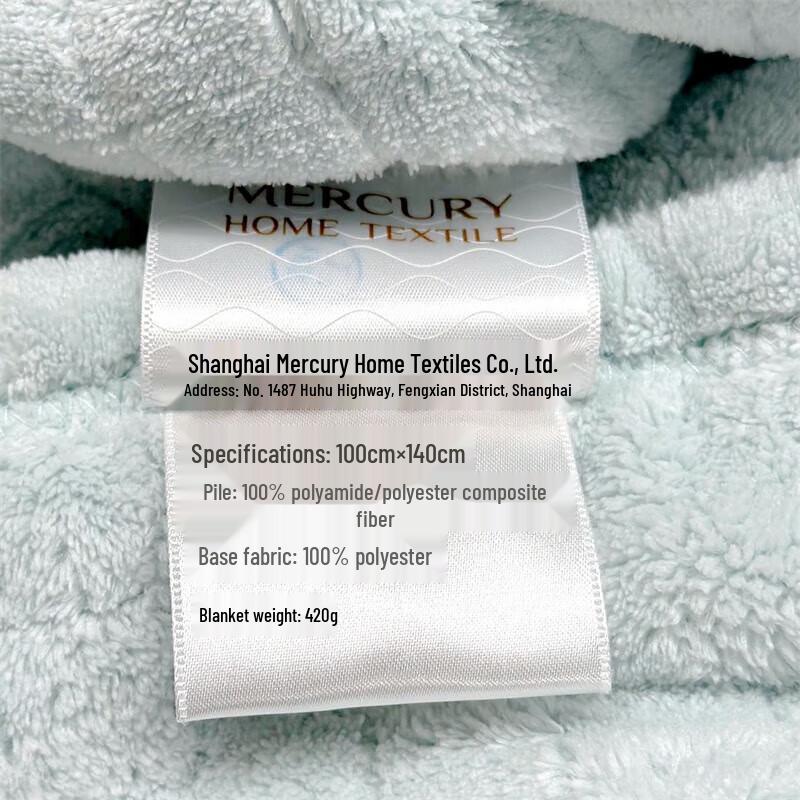 MERCURY
HOME TEXTILE
Shanghai Mercury Home Textiles Co., Ltd.
Address: No. 1487 Huhu Highway, Fengxian District, Shanghai
Specifications: 100cm×140cm
Pile: 100% polyamide/polyester composite
fiber
Base fabric: 100% polyester
Blanket weight: 420g